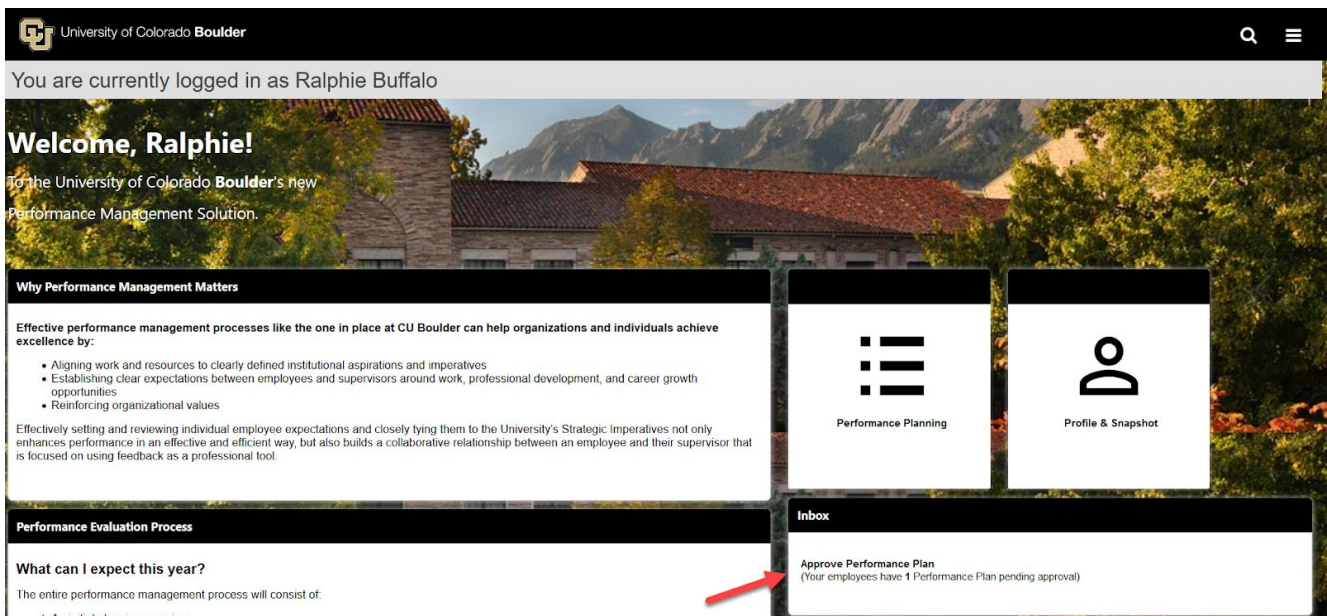 University of Colorado Boulder
You are currently logged in as Ralphie Buffalo
Welcome, Ralphie!
To the University of Colorado Boulder's new
Performance Management Solution.
Why Performance Management Matters
Effective performance management processes like the one in place at CU Boulder can help organizations and individuals achieve
excellence by:
• Aligning work and resources to clearly defined institutional aspirations and imperatives
• Establishing clear expectations between employees and supervisors around work, professional development, and career growth
opportunities
• Reinforcing organizational values
Effectively setting and reviewing individual employee expectations and closely tying them to the University's Strategic Imperatives not only
enhances performance in an effective and efficient way, but also builds a collaborative relationship between an employee and their supervisor that
is focused on using feedback as a professional tool.
Performance Planning
Profile & Snapshot
Performance Evaluation Process
What can I expect this year?
The entire performance management process will consist of:
Inbox
Approve Performance Plan
(Your employees have 1 Performance Plan pending approval)